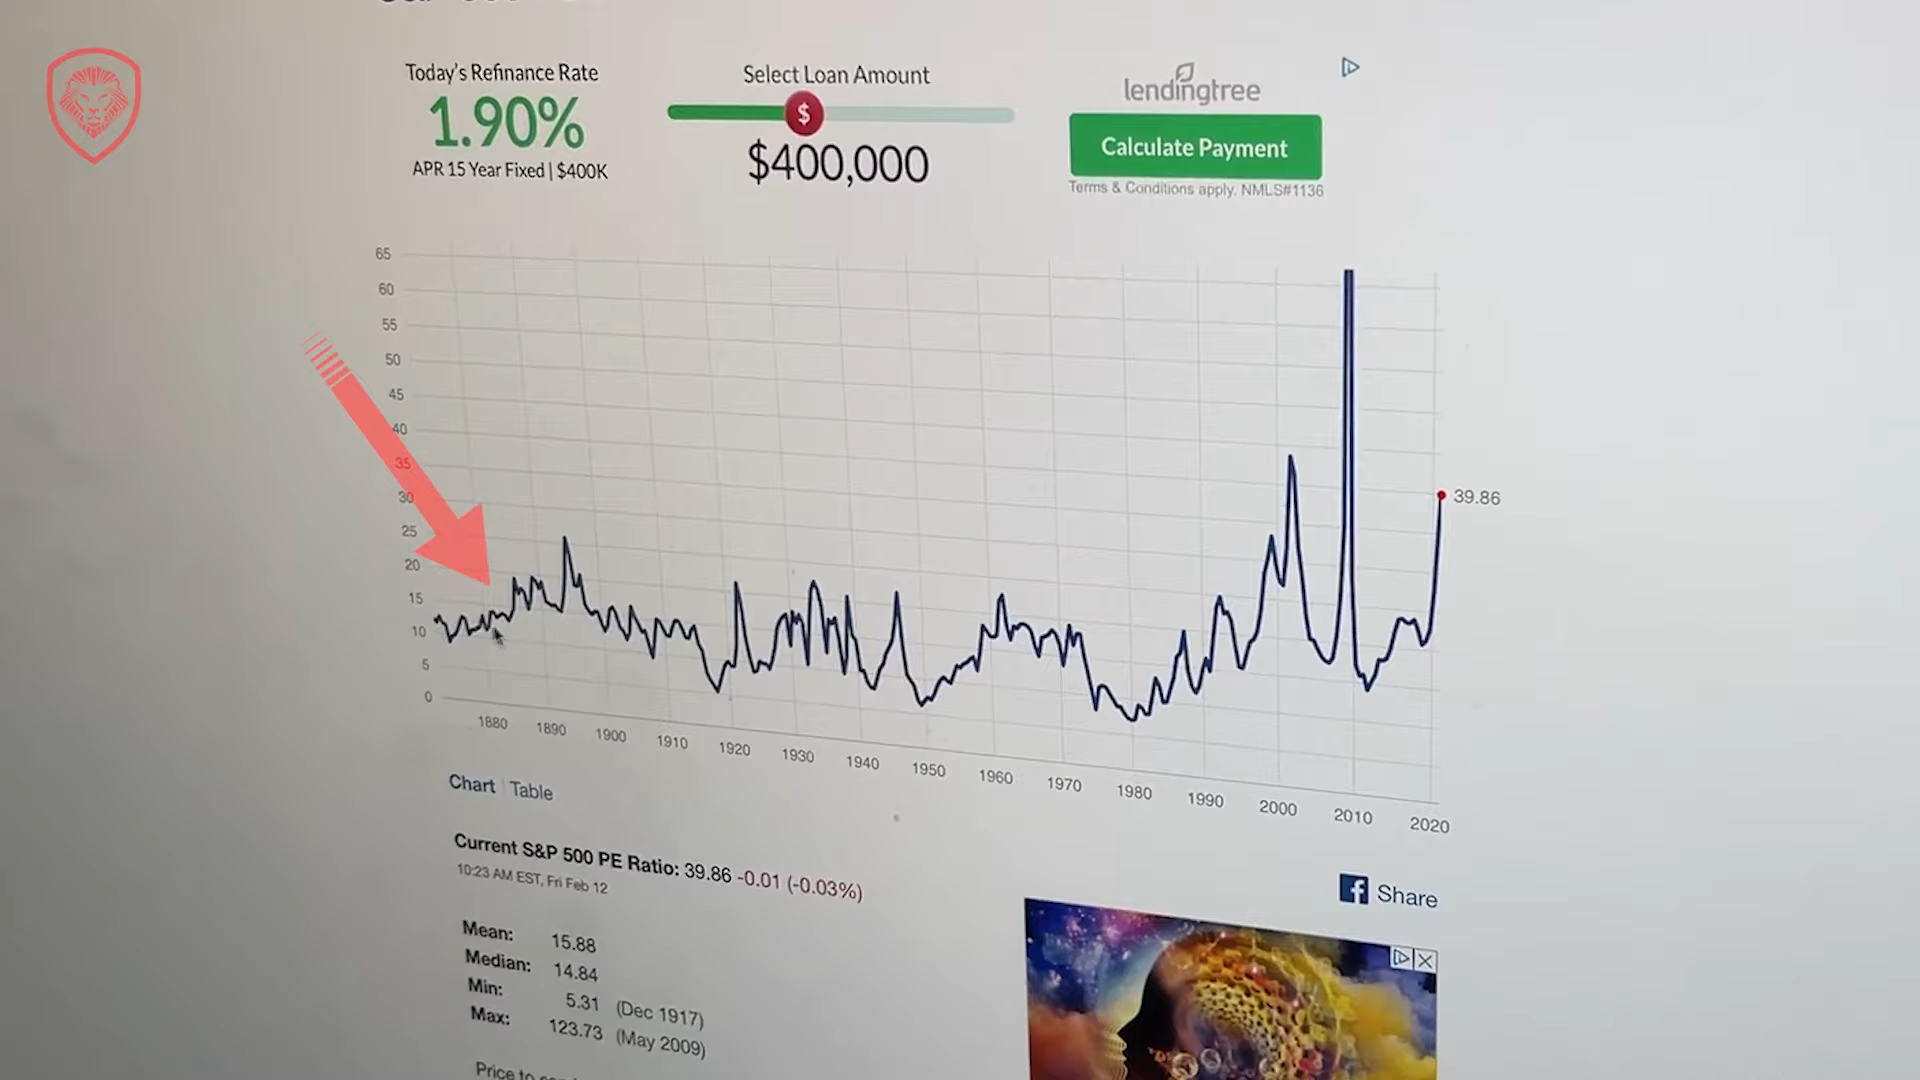 Today's Refinance Rate
1.90%
APR 15 Year Fixed | $400K
Select Loan Amount
$
$400,000
lendingtree
Calculate Payment
Terms & Conditions apply. NMLS#1136
65
60
55
50
45
40
35
30
25
20
15
10
5
0
39.86
1880 1890 1900 1910 1920 1930 1940 1950 1960 1970 1980 1990 2000 2010 2020
Chart | Table
Current S&P 500 PE Ratio: 39.86 -0.01 (-0.03%)
10:23 AM EST, Fri Feb 12
Share
Mean: 15.88
Median: 14.84
Min: 5.31 (Dec 1917)
Max: 123.73 (May 2009)
Price to